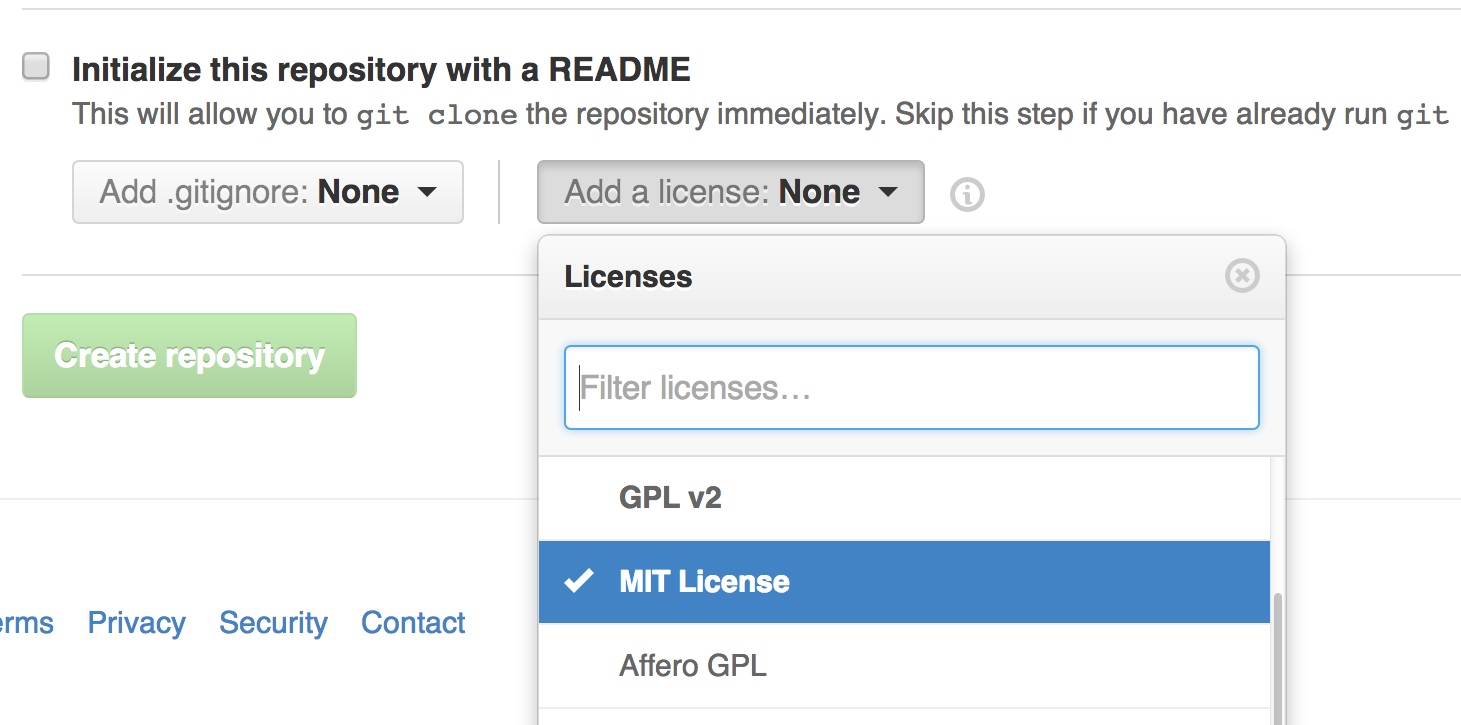 Initialize this repository with a README
This will allow you to git clone the repository immediately. Skip this step if you have already run git
Add .gitignore: None
Add a license: None
Licenses
Filter licenses…
Create repository
GPL v2
MIT License
erms Privacy Security Contact
Affero GPL